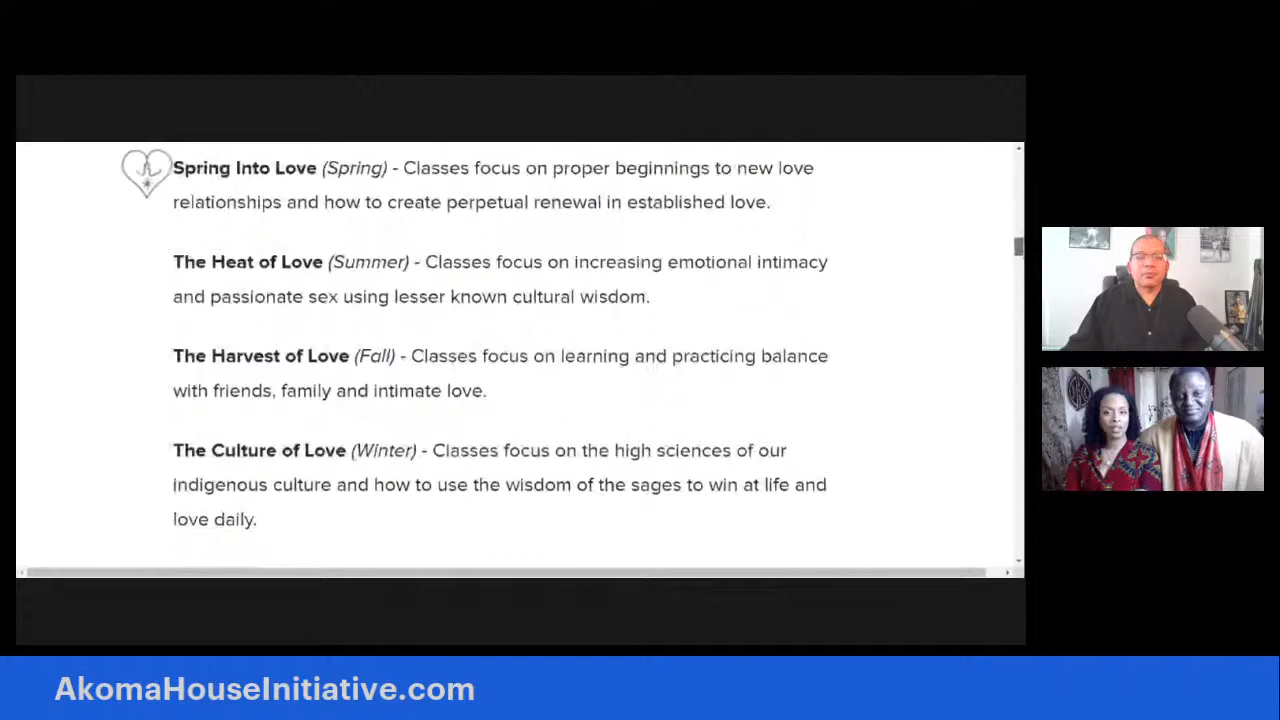 Spring Into Love (Spring) - Classes focus on proper beginnings to new love
relationships and how to create perpetual renewal in established love.
The Heat of Love (Summer) - Classes focus on increasing emotional intimacy
and passionate sex using lesser known cultural wisdom.
The Harvest of Love (Fall) - Classes focus on learning and practicing balance
with friends, family and intimate love.
The Culture of Love (Winter) - Classes focus on the high sciences of our
indigenous culture and how to use the wisdom of the sages to win at life and
love daily.
AkomaHouseInitiative.com